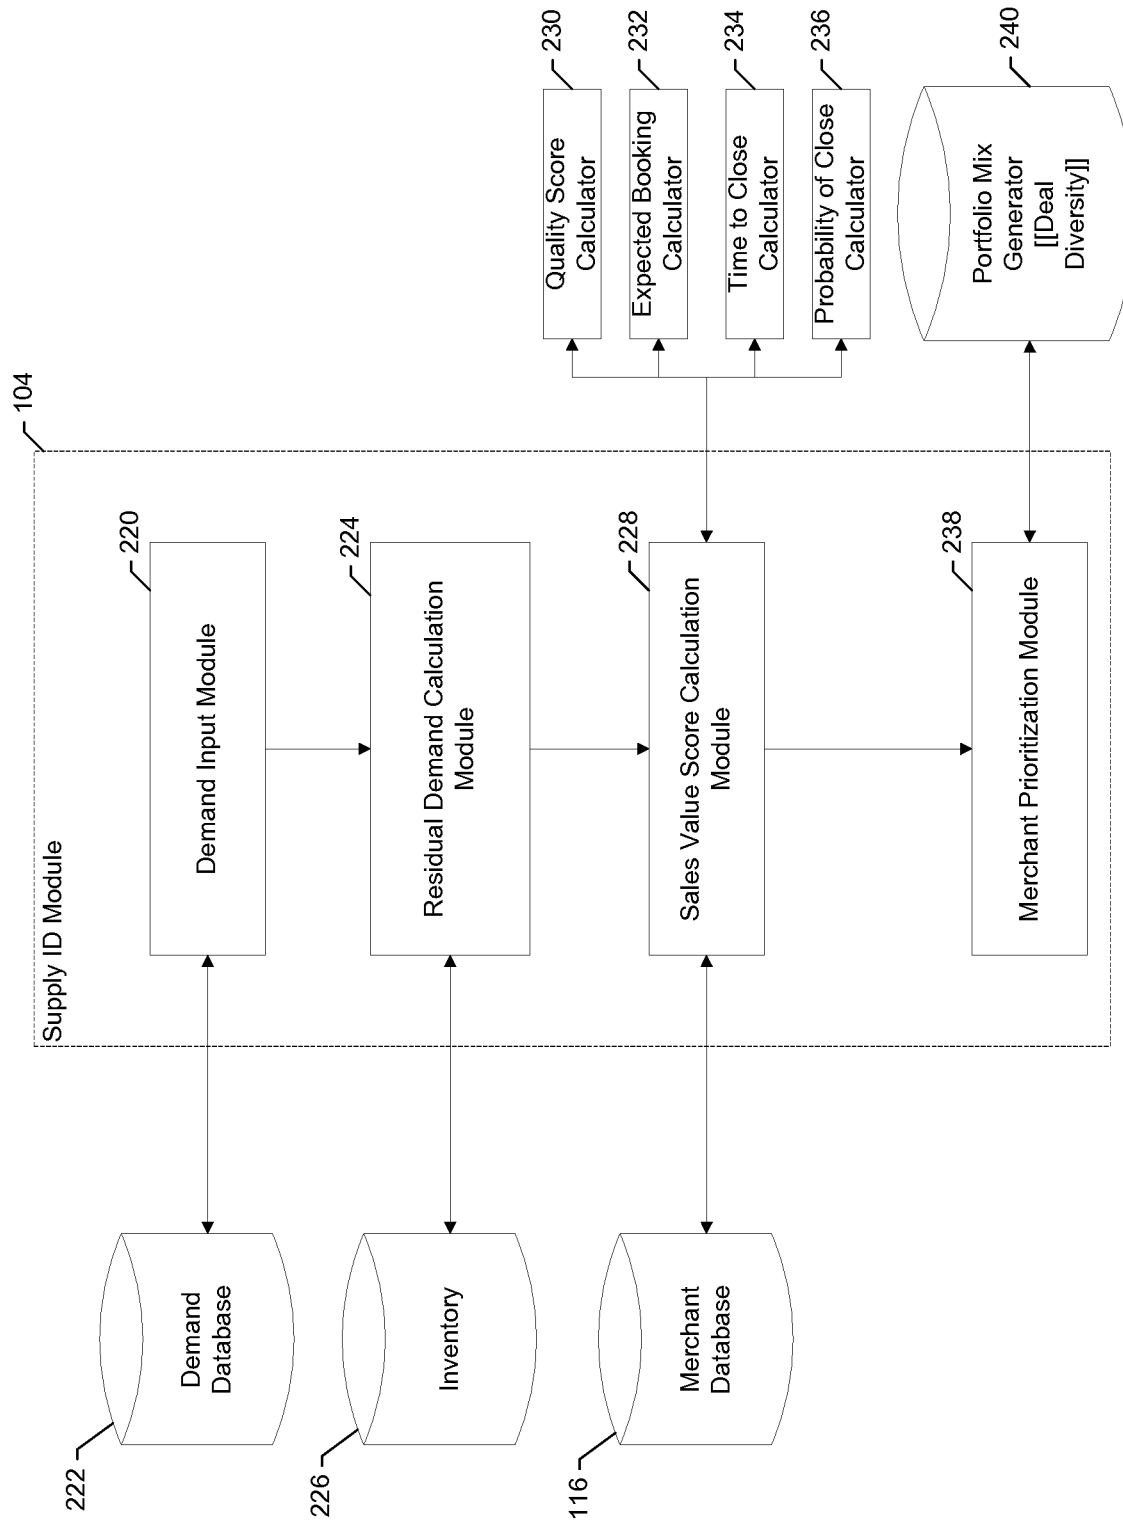 Supply ID Module
104
222
Demand
Database
220
Demand Input Module
226
Inventory
224
Residual Demand Calculation
Module
116
Merchant
Database
228
Sales Value Score Calculation
Module
230
Quality Score
Calculator
232
Expected Booking
Calculator
234
Time to Close
Calculator
236
Probability of Close
Calculator
238
Merchant Prioritization Module
240
Portfolio Mix
Generator
[[Deal
Diversity]]